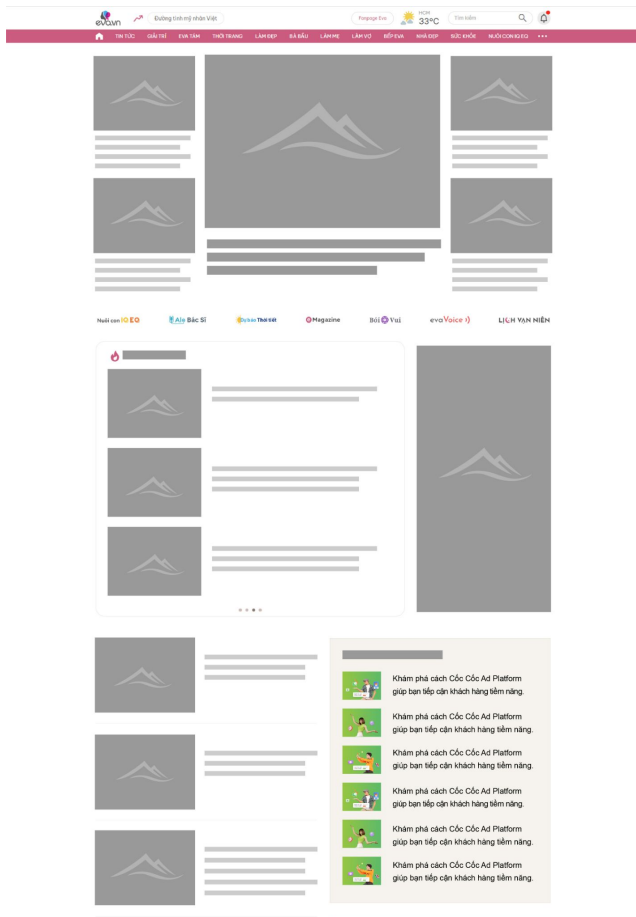 eva.vn
Đường tình mỹ nhân Việt
Fanpage Eva
HCM
33°C
Tìm kiếm
TIN TỨC GIẢI TRÍ EVA TÁM THỜI TRANG LÀM ĐẸP BÀ BẦU LÀM MẸ LÀM VỢ BẾP EVA NHÀ ĐẸP SỨC KHỎE NUÔI CON IQ EQ
Nuôi con IQ EQ
Alo Bác Sĩ
Dự báo Thời tiết
Magazine
Bói Vui
eva Voice
LỊCH VẠN NIÊN
Khám phá cách Cốc Cốc Ad Platform
giúp bạn tiếp cận khách hàng tiềm năng.
Khám phá cách Cốc Cốc Ad Platform
giúp bạn tiếp cận khách hàng tiềm năng.
Khám phá cách Cốc Cốc Ad Platform
giúp bạn tiếp cận khách hàng tiềm năng.
Khám phá cách Cốc Cốc Ad Platform
giúp bạn tiếp cận khách hàng tiềm năng.
Khám phá cách Cốc Cốc Ad Platform
giúp bạn tiếp cận khách hàng tiềm năng.
Khám phá cách Cốc Cốc Ad Platform
giúp bạn tiếp cận khách hàng tiềm năng.